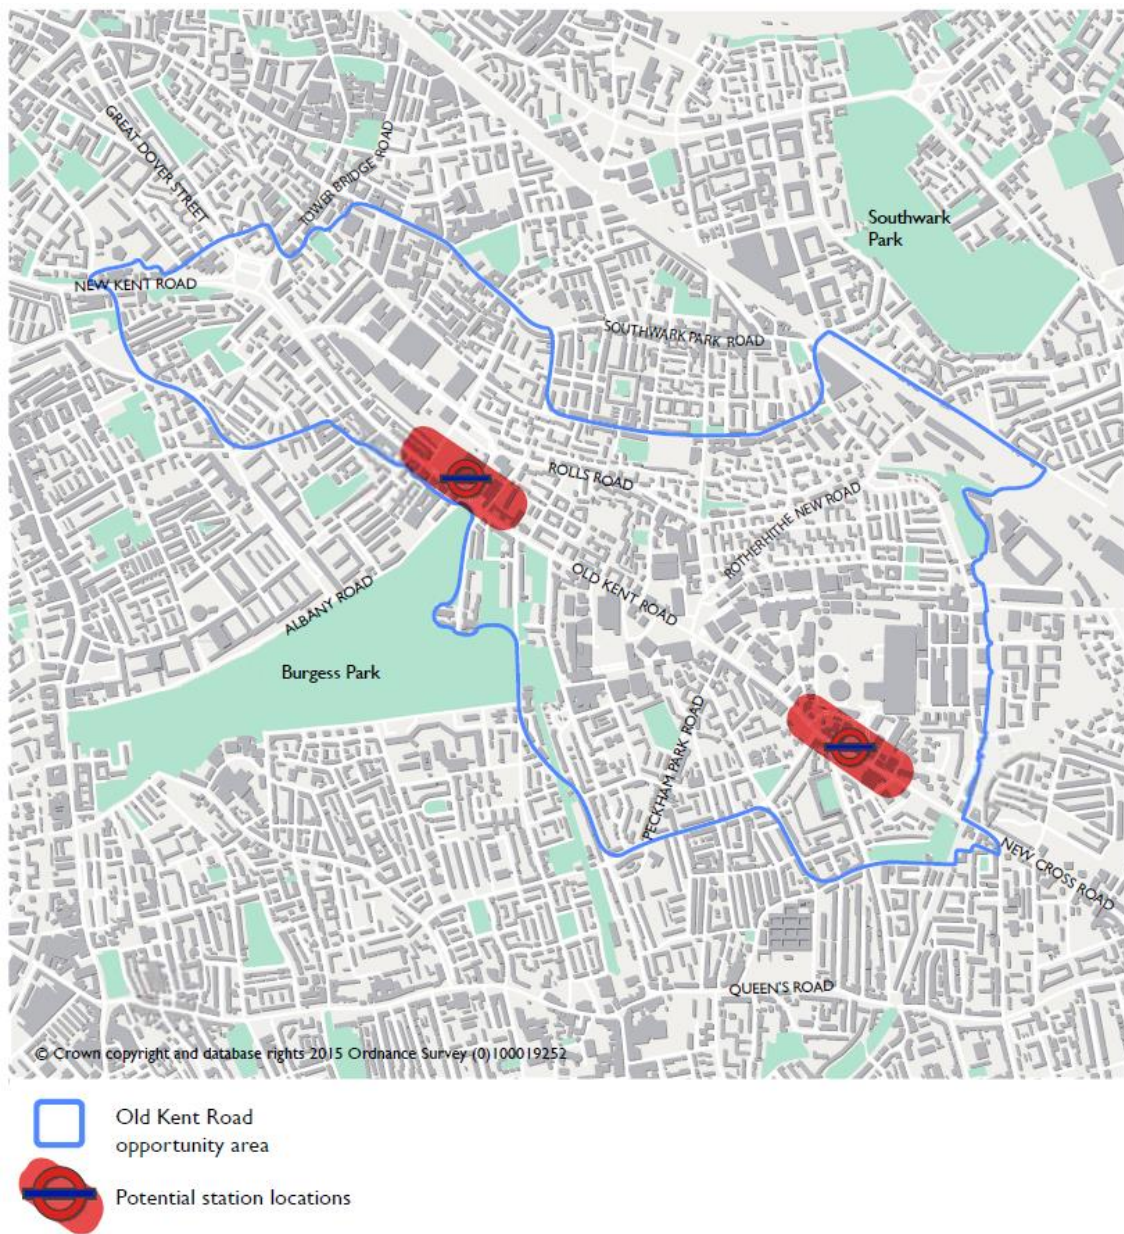 GREAT DOVER STREET
TOWER BRIDGE ROAD
Southwark
Park
NEW KENT ROAD
SOUTHWARK PARK ROAD
ROLLS ROAD
ROTHERHITHE NEW ROAD
OLD KENT ROAD
ALBANY ROAD
Burgess Park
PECKHAM PARK ROAD
NEW CROSS ROAD
QUEEN'S ROAD
© Crown copyright and database rights 2015 Ordnance Survey (0)100019252
Old Kent Road
opportunity area
Potential station locations